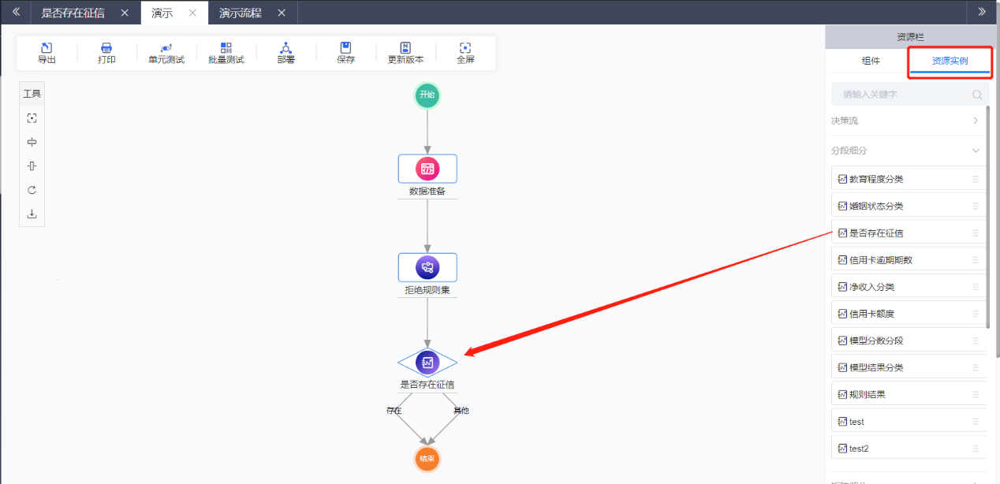 是否存在征信
演示
演示流程
导出
打印
单元测试
批量测试
部署
保存
更新版本
全屏
工具
开始
数据准备
拒绝规则集
是否存在征信
存在
其他
结束
资源栏
组件
资源实例
请输入关键字
决策流
分段细分
教育程度分类
婚姻状态分类
是否存在征信
信用卡逾期期数
净收入分类
信用卡额度
模型分数分段
模型结果分类
规则结果
test
test2